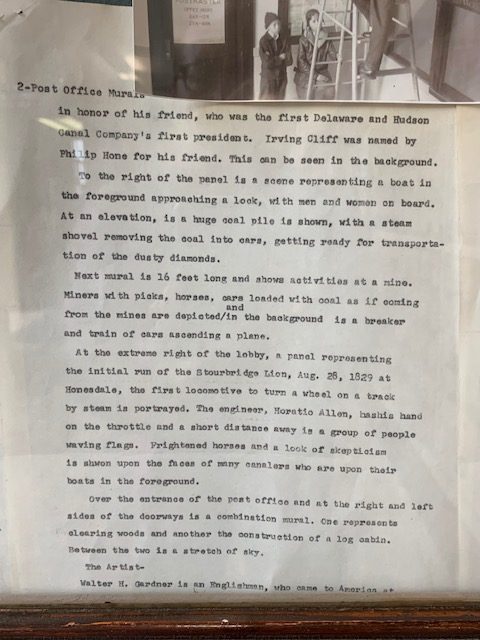 POSTMASTER
2-Post Office Murals
in honor of his friend, who was the first Delaware and Hudson
Canal Company's first president. Irving Cliff was named by
Philip Hone for his friend. This can be seen in the background.
To the right of the panel is a scene representing a boat in
the foreground approaching a lock, with men and women on board.
At an elevation, is a huge coal pile is shown, with a steam
shovel removing the coal into cars, getting ready for transporta-
tion of the dusty diamonds.
Next mural is 16 feet long and shows activities at a mine.
Miners with picks, horses, cars loaded with coal as if coming
and
from the mines are depicted/in the background is a breaker
and train of cars ascending a plane.
At the extreme right of the lobby, a panel representing
the initial run of the Stourbridge Lion, Aug. 28, 1829 at
Honesdale, the first locomotive to turn a wheel on a track
by steam is portrayed. The engineer, Horatio Allen, hashis hand
on the throttle and a short distance away is a group of people
waving flags. Frightened horses and a look of skepticism
is shwon upon the faces of many canalers who are upon their
boats in the foreground.
Over the entrance of the post office and at the right and left
sides of the doorways is a combination mural. One represents
clearing woods and another the construction of a log cabin.
Between the two is a stretch of sky.
The Artist-
Walter H. Gardner is an Englishman, who came to America at